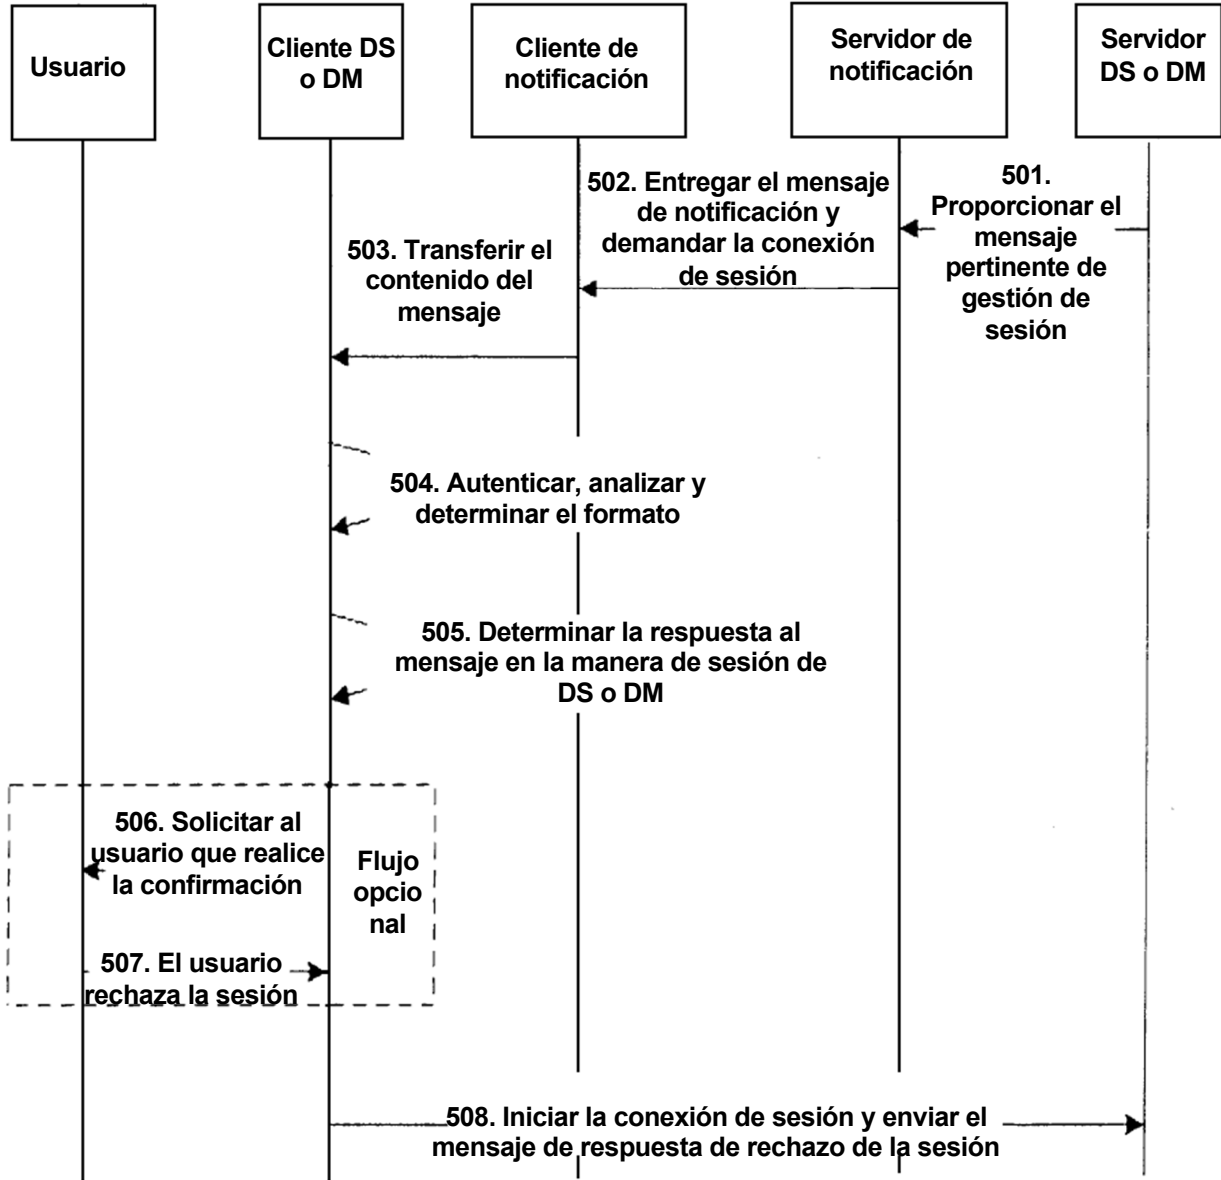 Usuario
Cliente DS
o DM
Cliente de
notificación
Servidor de
notificación
Servidor
DS o DM
501.
Proporcionar el
mensaje
pertinente de
gestión de
sesión
502. Entregar el mensaje
de notificación y
demandar la conexión
de sesión
503. Transferir el
contenido del
mensaje
504. Autenticar, analizar y
determinar el formato
505. Determinar la respuesta al
mensaje en la manera de sesión de
DS o DM
506. Solicitar al
usuario que realice
la confirmación
Flujo
opcio
nal
507. El usuario
rechaza la sesión
508. Iniciar la conexión de sesión y enviar el
mensaje de respuesta de rechazo de la sesión